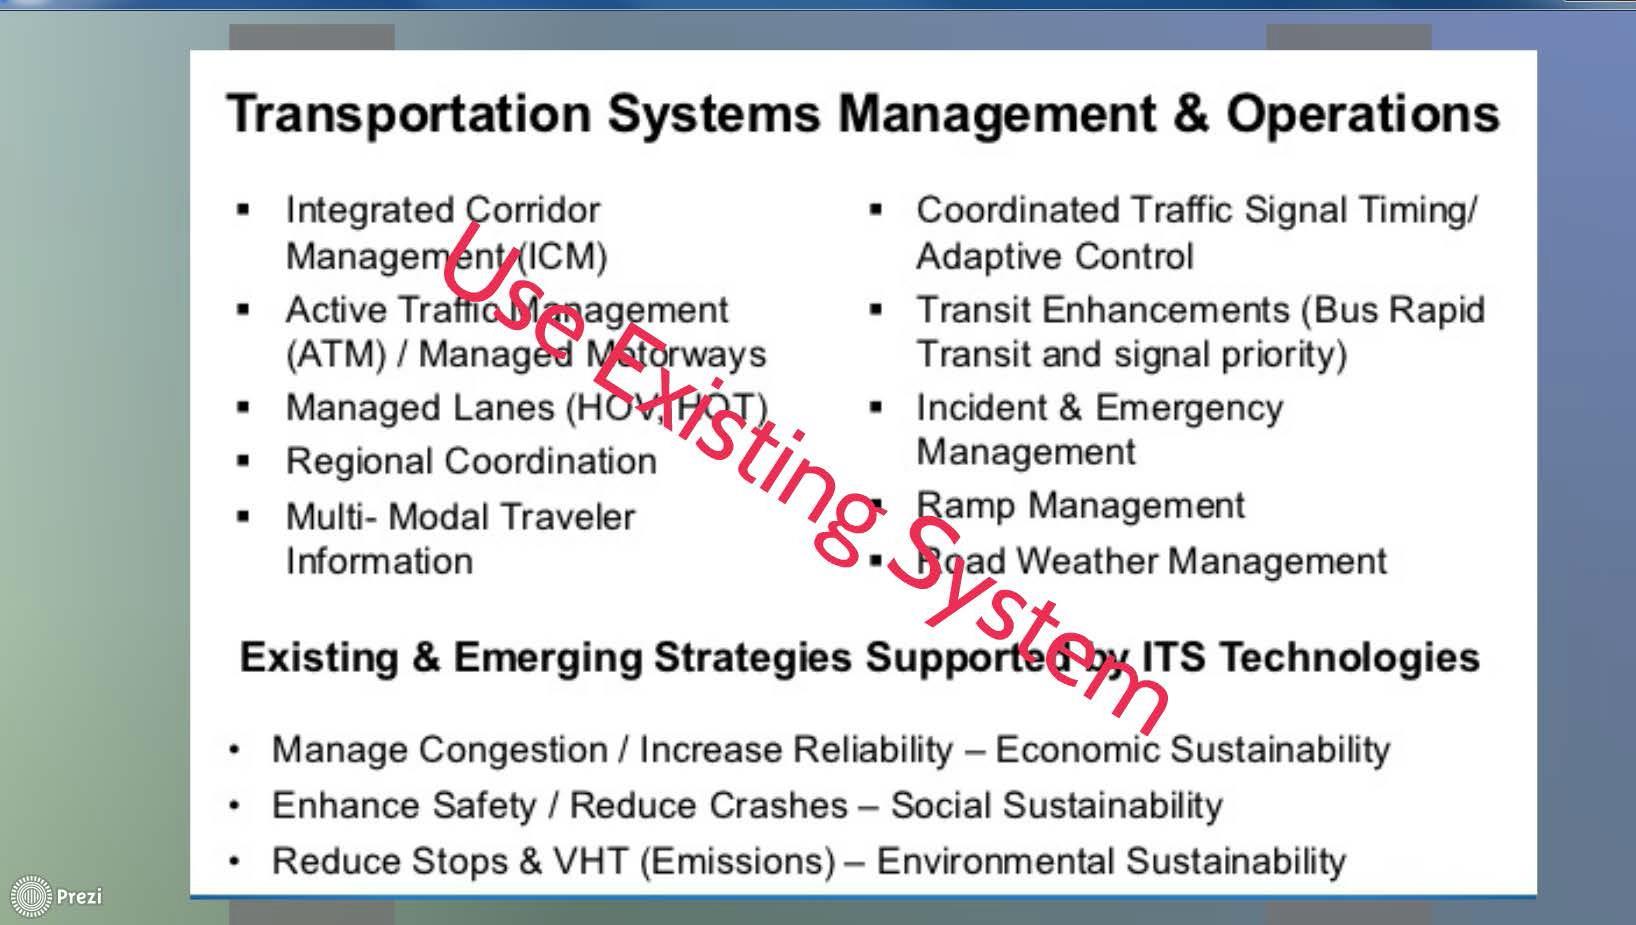 Transportation Systems Management & Operations
Integrated Corridor
Management (ICM)
Active Traffic Management
(ATM) / Managed Motorways
Managed Lanes (HOV, HOT)
Regional Coordination
Multi- Modal Traveler
Information
Coordinated Traffic Signal Timing/
Adaptive Control
Transit Enhancements (Bus Rapid
Transit and signal priority)
Incident & Emergency
Management
Ramp Management
Road Weather Management
Use Existing System
Existing & Emerging Strategies Supported by ITS Technologies
• Manage Congestion / Increase Reliability – Economic Sustainability
• Enhance Safety / Reduce Crashes – Social Sustainability
• Reduce Stops & VHT (Emissions) – Environmental Sustainability
Prezi